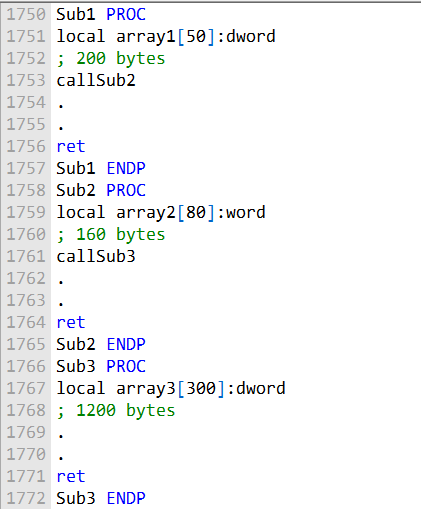 1750 Sub1 PROC
1751 local array1[50]:dword
1752 ; 200 bytes
1753 callSub2
1754 .
1755 .
1756 ret
1757 Sub1 ENDP
1758 Sub2 PROC
1759 local array2[80]:word
1760 ; 160 bytes
1761 callSub3
1762 .
1763 .
1764 ret
1765 Sub2 ENDP
1766 Sub3 PROC
1767 local array3[300]:dword
1768 ; 1200 bytes
1769 .
1770 .
1771 ret
1772 Sub3 ENDP